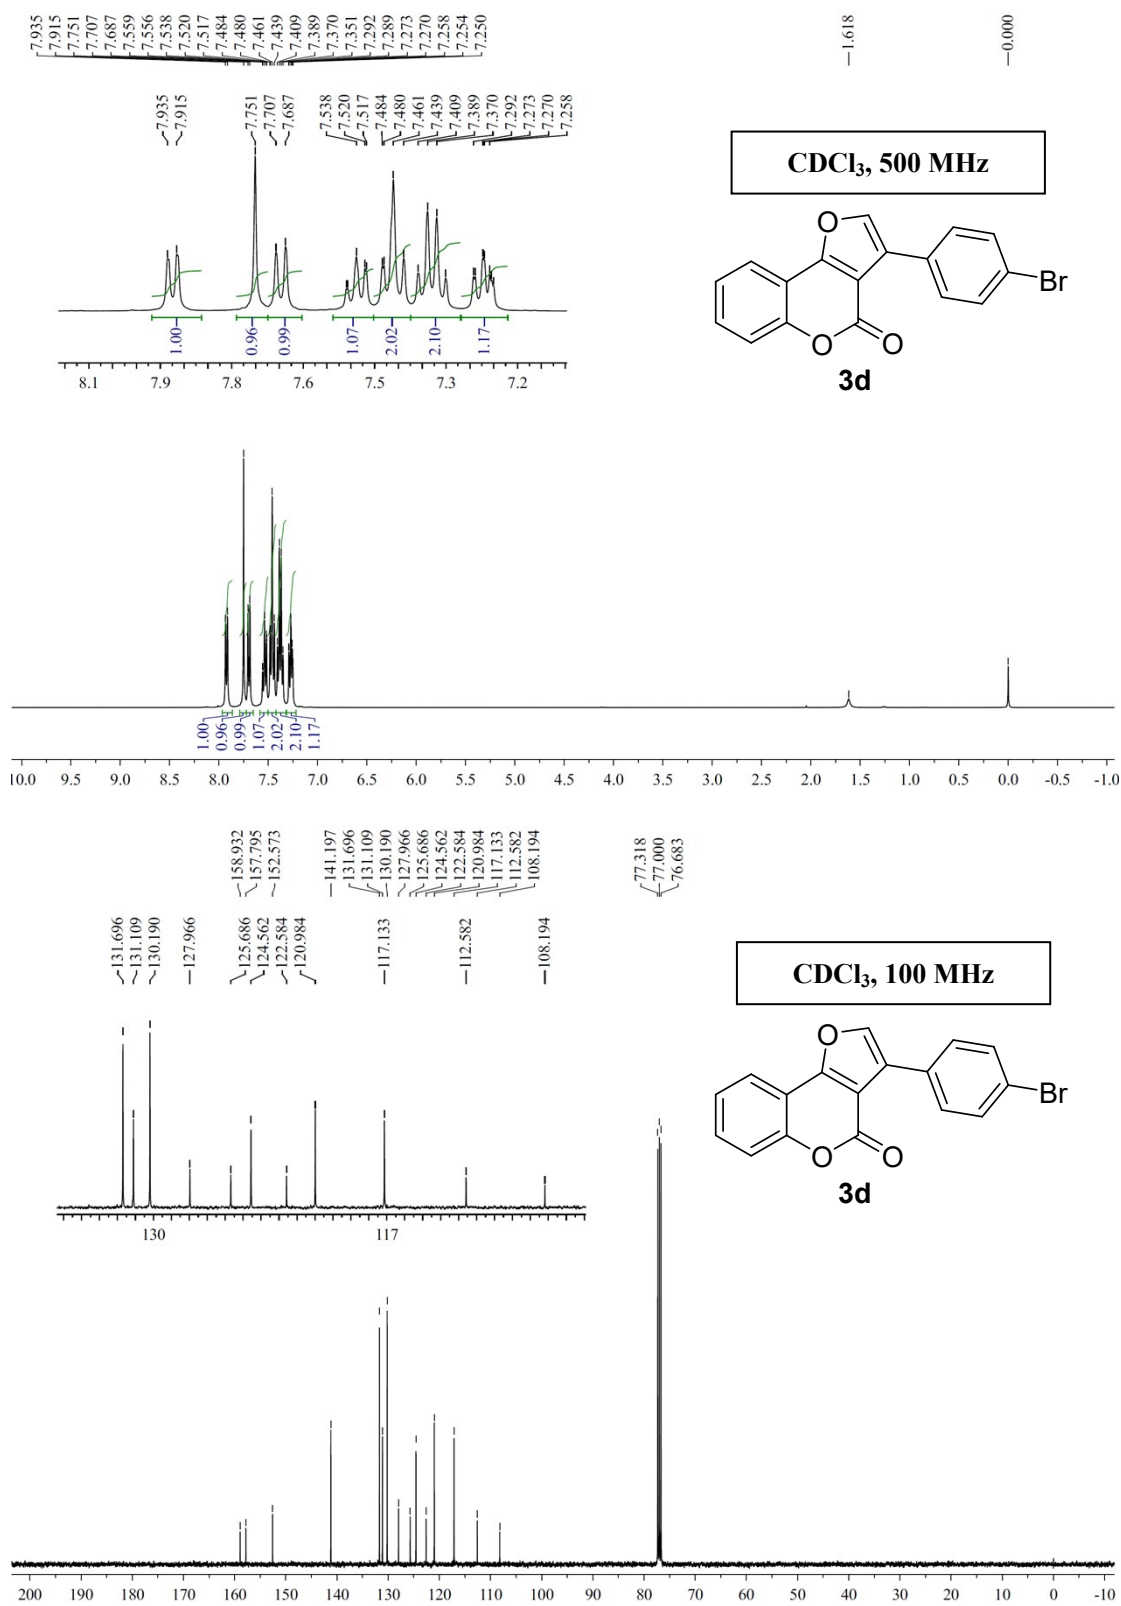 7.935 7.915 7.751 7.707 7.687 7.559 7.556 7.538 7.520 7.517 7.484 7.480 7.461 7.439 7.409 7.389 7.370 7.351 7.292 7.289 7.273 7.270 7.258 7.254 7.250
1.618
0.000
7.935 7.915 7.751 7.707 7.687 7.538 7.520 7.517 7.484 7.480 7.461 7.439 7.409 7.389 7.370 7.292 7.273 7.270 7.258
CDCl₃, 500 MHz
O
Br
O O
3d
1.00 0.96 0.99 1.07 2.02 2.10 1.17
8.1 7.9 7.8 7.6 7.5 7.3 7.2
1.00 0.96 0.99 1.07 2.02 2.10 1.17
10.0 9.5 9.0 8.5 8.0 7.5 7.0 6.5 6.0 5.5 5.0 4.5 4.0 3.5 3.0 2.5 2.0 1.5 1.0 0.5 0.0 -0.5 -1.0
158.932 157.795 152.573 141.197 131.696 131.109 130.190 127.966 125.686 124.562 122.584 120.984 117.133 112.582 108.194
77.318 77.000 76.683
131.696 131.109 130.190 127.966 125.686 124.562 122.584 120.984 117.133 112.582 108.194
CDCl₃, 100 MHz
O
Br
O O
3d
130 117
200 190 180 170 160 150 140 130 120 110 100 90 80 70 60 50 40 30 20 10 0 -10